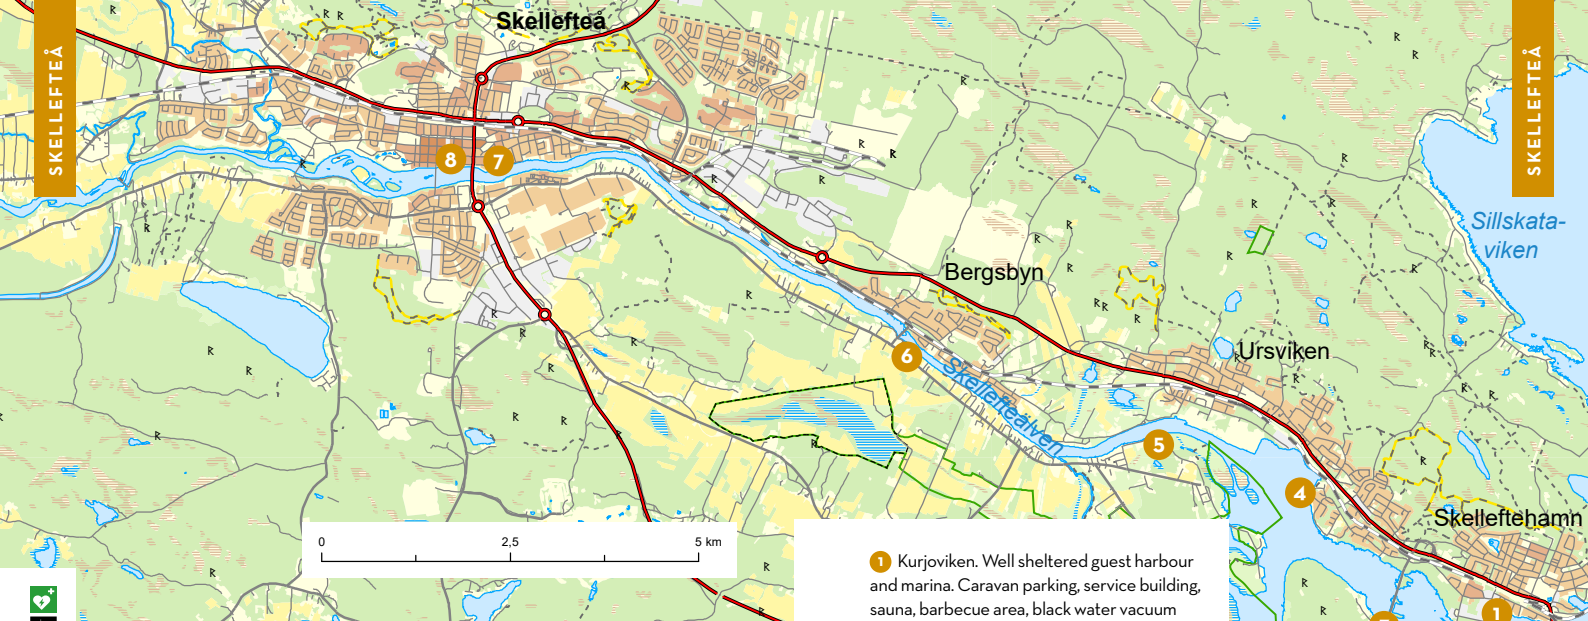 Skellefteå
SKELLEFTEÅ
SKELLEFTEÅ
8
7
Sillskata-
viken
Bergsbyn
Ursviken
6
Skellefteälven
5
4
Skelleftehamn
0
2,5
5 km
1 Kurjoviken. Well sheltered guest harbour
and marina. Caravan parking, service building,
sauna, barbecue area, black water vacuum
1